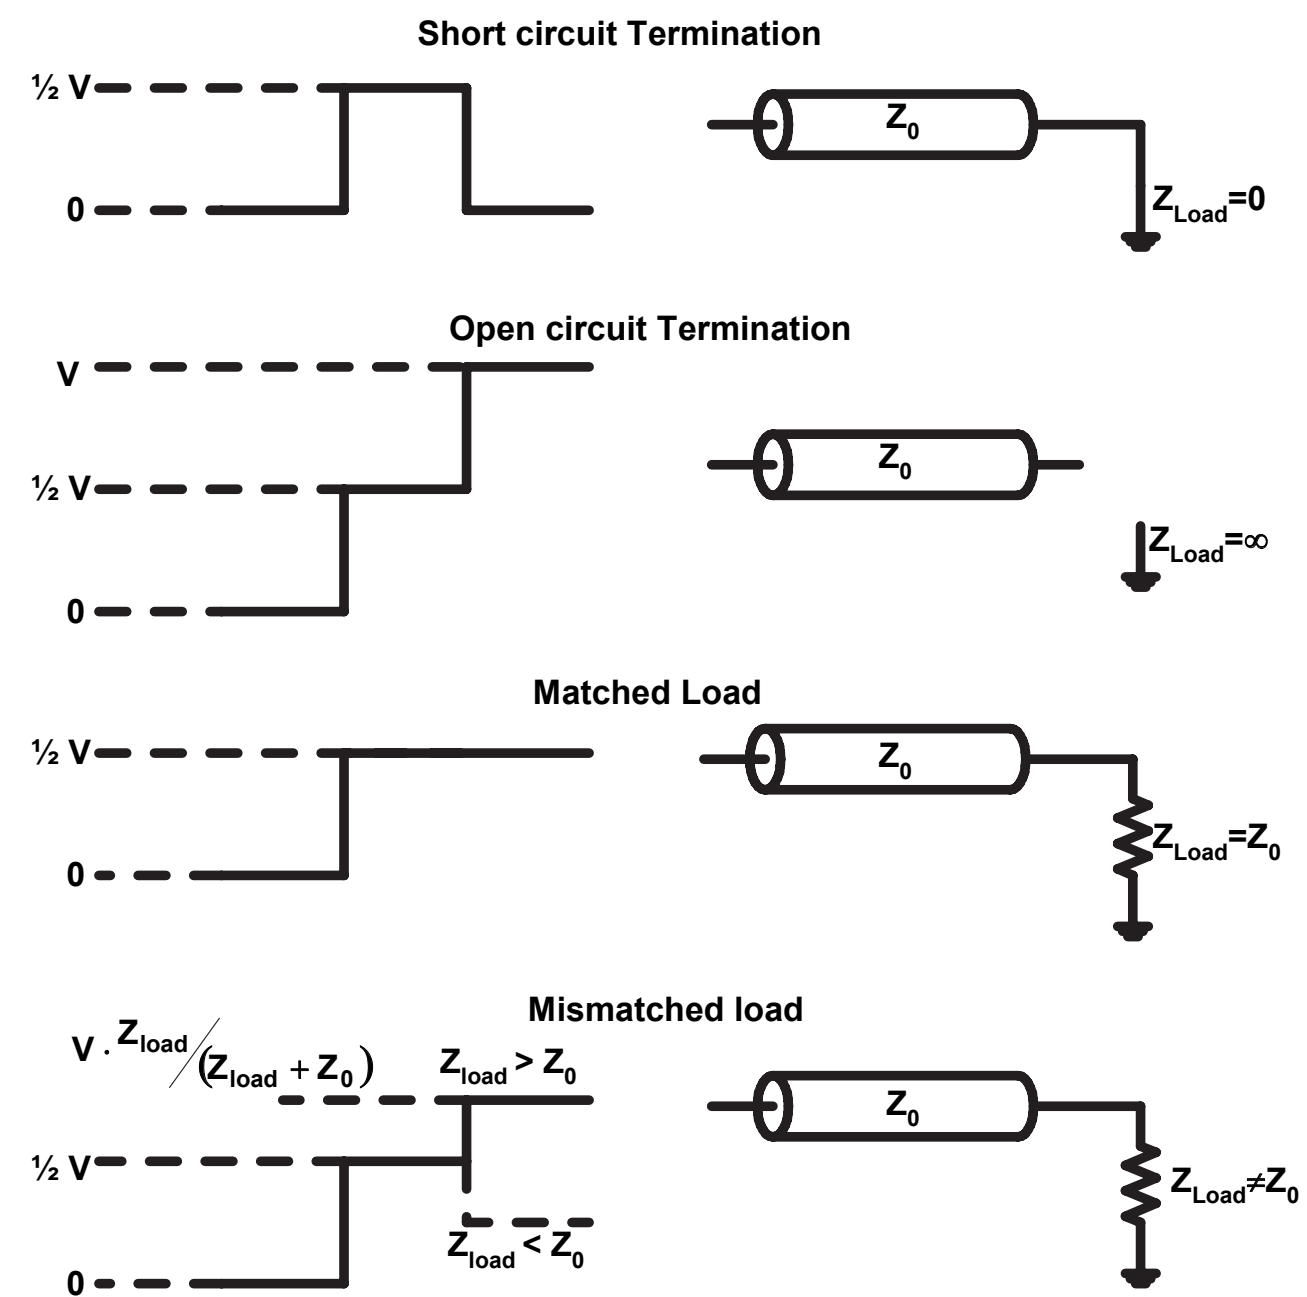 Short circuit Termination
½ V
Z0
0
ZLoad=0
Open circuit Termination
V
½ V
Z0
ZLoad=∞
0
Matched Load
½ V
Z0
ZLoad=Z0
0
Mismatched load
V · Zload/(Zload + Z0)
Zload > Z0
Z0
½ V
ZLoad≠Z0
Zload < Z0
0